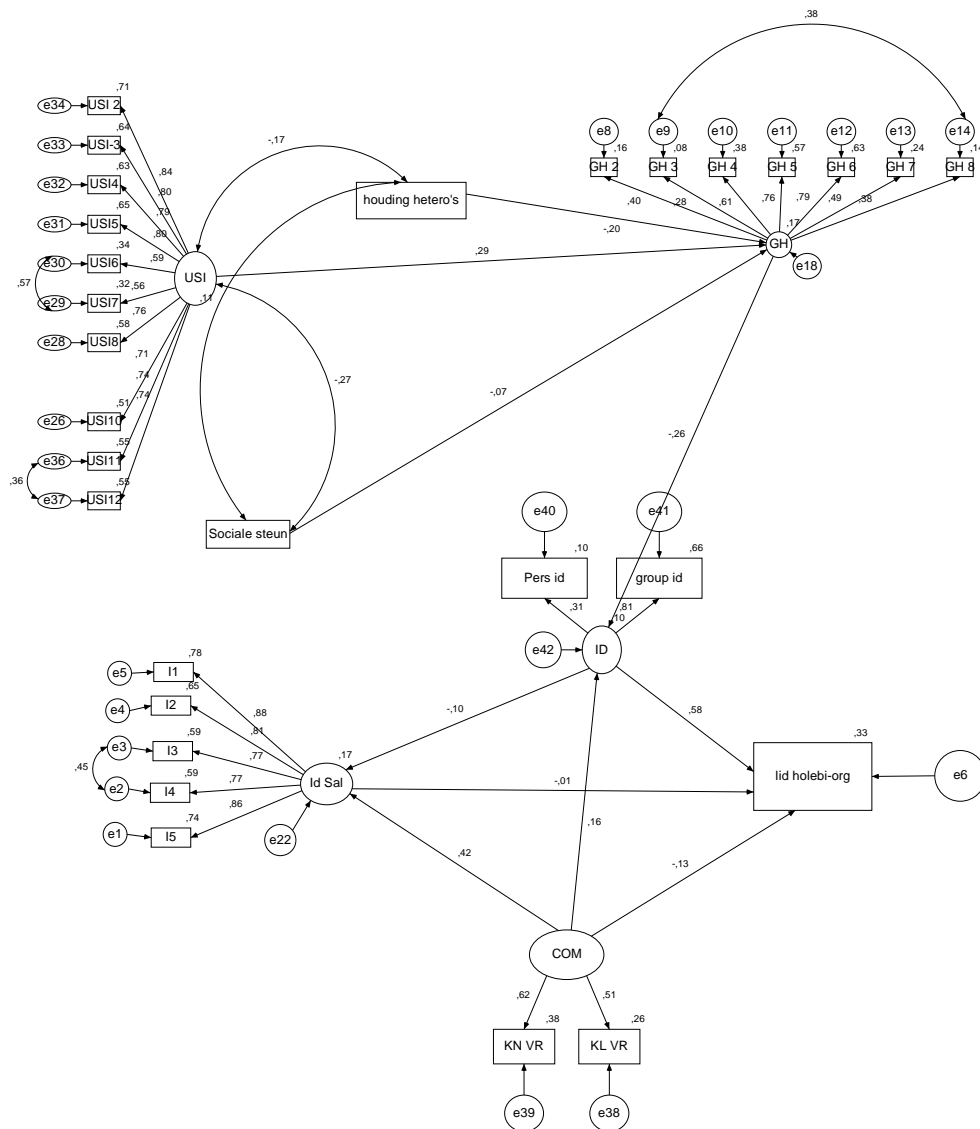 ,38
e34
USI 2
,71
e33
USI-3
,64
e32
USI4
,63
e31
USI5
,65
e30
USI6
,34
e29
USI7
,32
e28
USI8
,58
e26
USI10
,51
e36
USI11
,55
e37
USI12
,55
,57
,36
,84
,80
,79
,80
,59
,56
,76
,71
,74
,74
USI
,11
-,17
houding hetero's
-,20
,29
-,27
Sociale steun
-,07
e8
e9
e10
e11
e12
e13
e14
,16
,08
,38
,57
,63
,24
,14
GH 2
GH 3
GH 4
GH 5
GH 6
GH 7
GH 8
,40
,28
,61
,76
,79
,49
,38
,17
GH
e18
-,26
e40
e41
,10
,66
Pers id
group id
,31
,81
,10
e42
ID
e5
I1
,78
e4
I2
,65
e3
I3
,59
e2
I4
,59
e1
I5
,74
,45
,88
,81
,77
,77
,86
,17
Id Sal
e22
-,10
,58
-,01
,33
lid holebi-org
e6
,42
,16
-,13
COM
,62
,51
,38
,26
KN VR
KL VR
e39
e38